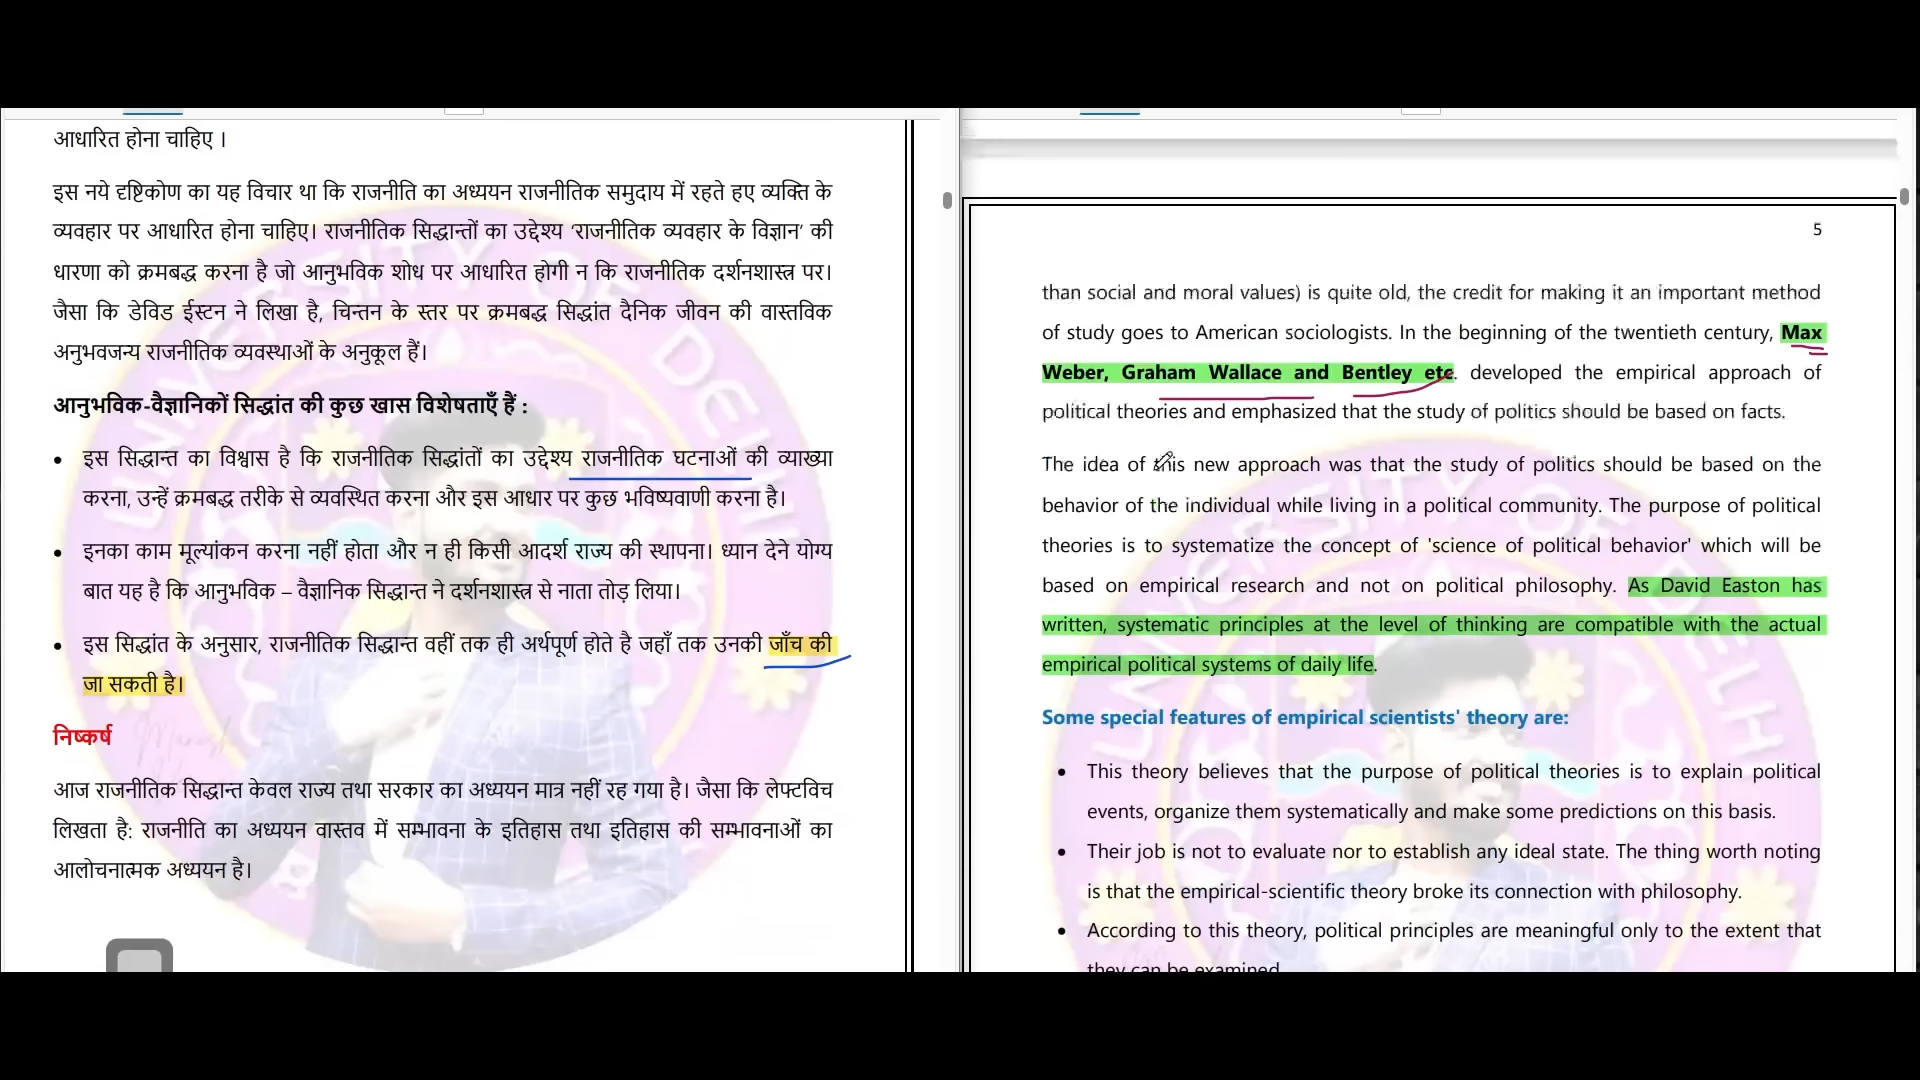 आधारित होना चाहिए ।
इस नये दृष्टिकोण का यह विचार था कि राजनीति का अध्ययन राजनीतिक समुदाय में रहते हए व्यक्ति के
व्यवहार पर आधारित होना चाहिए। राजनीतिक सिद्धान्तों का उद्देश्य ‘राजनीतिक व्यवहार के विज्ञान’ की
धारणा को क्रमबद्ध करना है जो आनुभविक शोध पर आधारित होगी न कि राजनीतिक दर्शनशास्त्र पर।
जैसा कि डेविड ईस्टन ने लिखा है, चिन्तन के स्तर पर क्रमबद्ध सिद्धांत दैनिक जीवन की वास्तविक
अनुभवजन्य राजनीतिक व्यवस्थाओं के अनुकूल हैं।
आनुभविक-वैज्ञानिकों सिद्धांत की कुछ खास विशेषताएँ हैं :
• इस सिद्धान्त का विश्वास है कि राजनीतिक सिद्धांतों का उद्देश्य राजनीतिक घटनाओं की व्याख्या
करना, उन्हें क्रमबद्ध तरीके से व्यवस्थित करना और इस आधार पर कुछ भविष्यवाणी करना है।
• इनका काम मूल्यांकन करना नहीं होता और न ही किसी आदर्श राज्य की स्थापना। ध्यान देने योग्य
बात यह है कि आनुभविक – वैज्ञानिक सिद्धान्त ने दर्शनशास्त्र से नाता तोड़ लिया।
• इस सिद्धांत के अनुसार, राजनीतिक सिद्धान्त वहीं तक ही अर्थपूर्ण होते है जहाँ तक उनकी जाँच की
जा सकती है।
निष्कर्ष
आज राजनीतिक सिद्धान्त केवल राज्य तथा सरकार का अध्ययन मात्र नहीं रह गया है। जैसा कि लेफ्टविच
लिखता है: राजनीति का अध्ययन वास्तव में सम्भावना के इतिहास तथा इतिहास की सम्भावनाओं का
आलोचनात्मक अध्ययन है।
UNIVERSITY OF DELHI
5
than social and moral values) is quite old, the credit for making it an important method
of study goes to American sociologists. In the beginning of the twentieth century, Max
Weber, Graham Wallace and Bentley etc. developed the empirical approach of
political theories and emphasized that the study of politics should be based on facts.
The idea of this new approach was that the study of politics should be based on the
behavior of the individual while living in a political community. The purpose of political
theories is to systematize the concept of 'science of political behavior' which will be
based on empirical research and not on political philosophy. As David Easton has
written, systematic principles at the level of thinking are compatible with the actual
empirical political systems of daily life.
Some special features of empirical scientists' theory are:
• This theory believes that the purpose of political theories is to explain political
events, organize them systematically and make some predictions on this basis.
• Their job is not to evaluate nor to establish any ideal state. The thing worth noting
is that the empirical-scientific theory broke its connection with philosophy.
• According to this theory, political principles are meaningful only to the extent that
they can be examined
UNIVERSITY OF DELHI